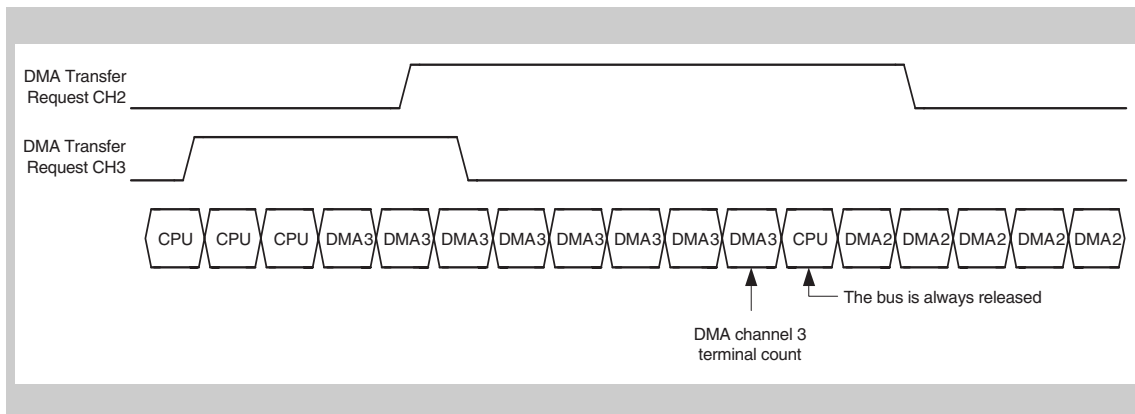 DMA Transfer
Request CH2
DMA Transfer
Request CH3
CPU CPU CPU DMA3 DMA3 DMA3 DMA3 DMA3 DMA3 DMA3 DMA3 CPU DMA2 DMA2 DMA2 DMA2 DMA2
The bus is always released
DMA channel 3
terminal count